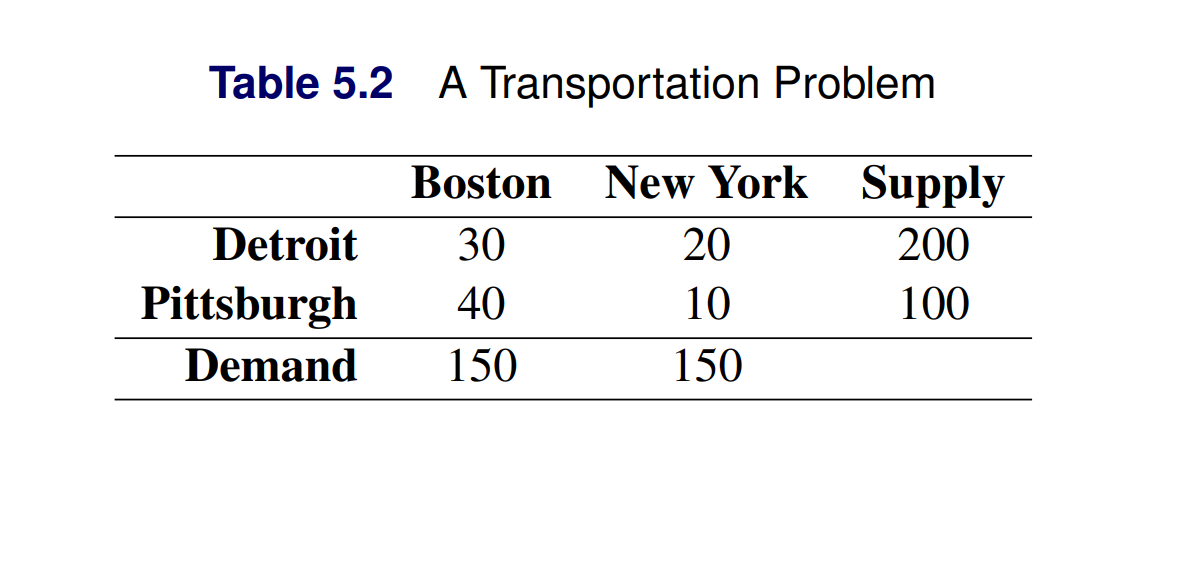 Table 5.2 A Transportation Problem
Boston New York Supply
Detroit 30 20 200
Pittsburgh 40 10 100
Demand 150 150